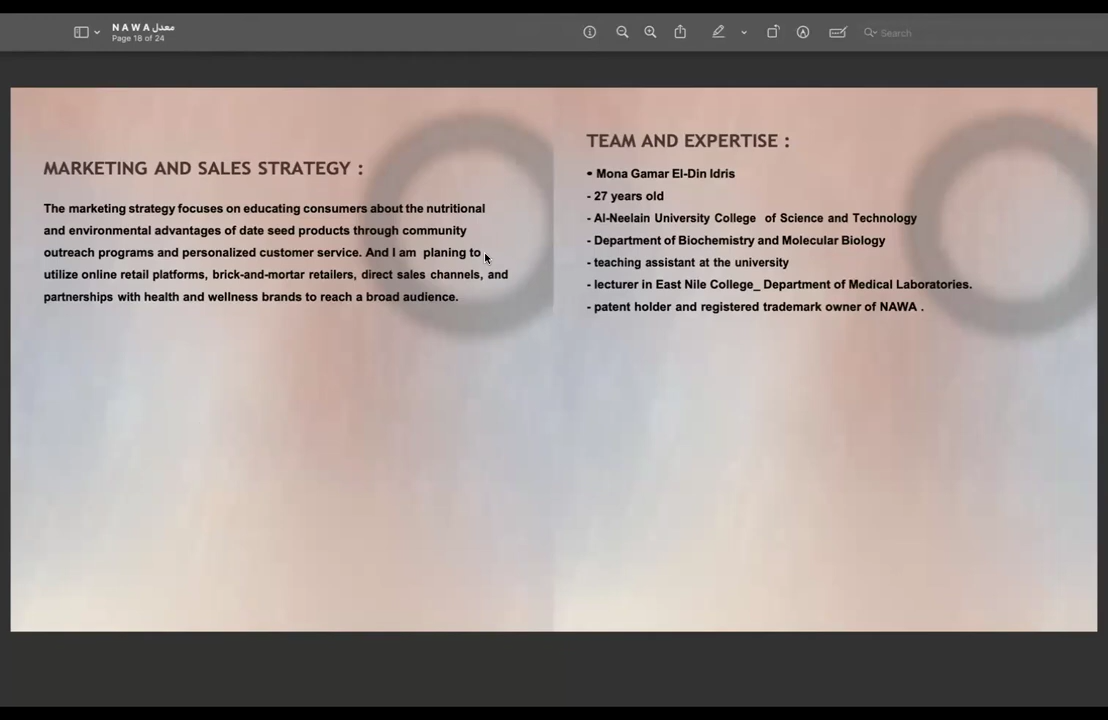 N A W A معدل
Page 18 of 24
Search
MARKETING AND SALES STRATEGY :
The marketing strategy focuses on educating consumers about the nutritional
and environmental advantages of date seed products through community
outreach programs and personalized customer service. And I am  planing to
utilize online retail platforms, brick-and-mortar retailers, direct sales channels, and
partnerships with health and wellness brands to reach a broad audience.
TEAM AND EXPERTISE :
• Mona Gamar El-Din Idris
- 27 years old
- Al-Neelain University College  of Science and Technology
- Department of Biochemistry and Molecular Biology
- teaching assistant at the university
- lecturer in East Nile College_ Department of Medical Laboratories.
- patent holder and registered trademark owner of NAWA .